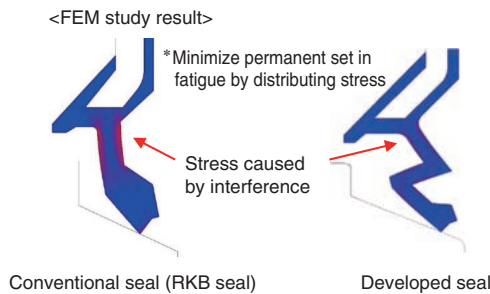 <FEM study result>
*Minimize permanent set in
fatigue by distributing stress
Stress caused
by interference
Conventional seal (RKB seal)
Developed seal